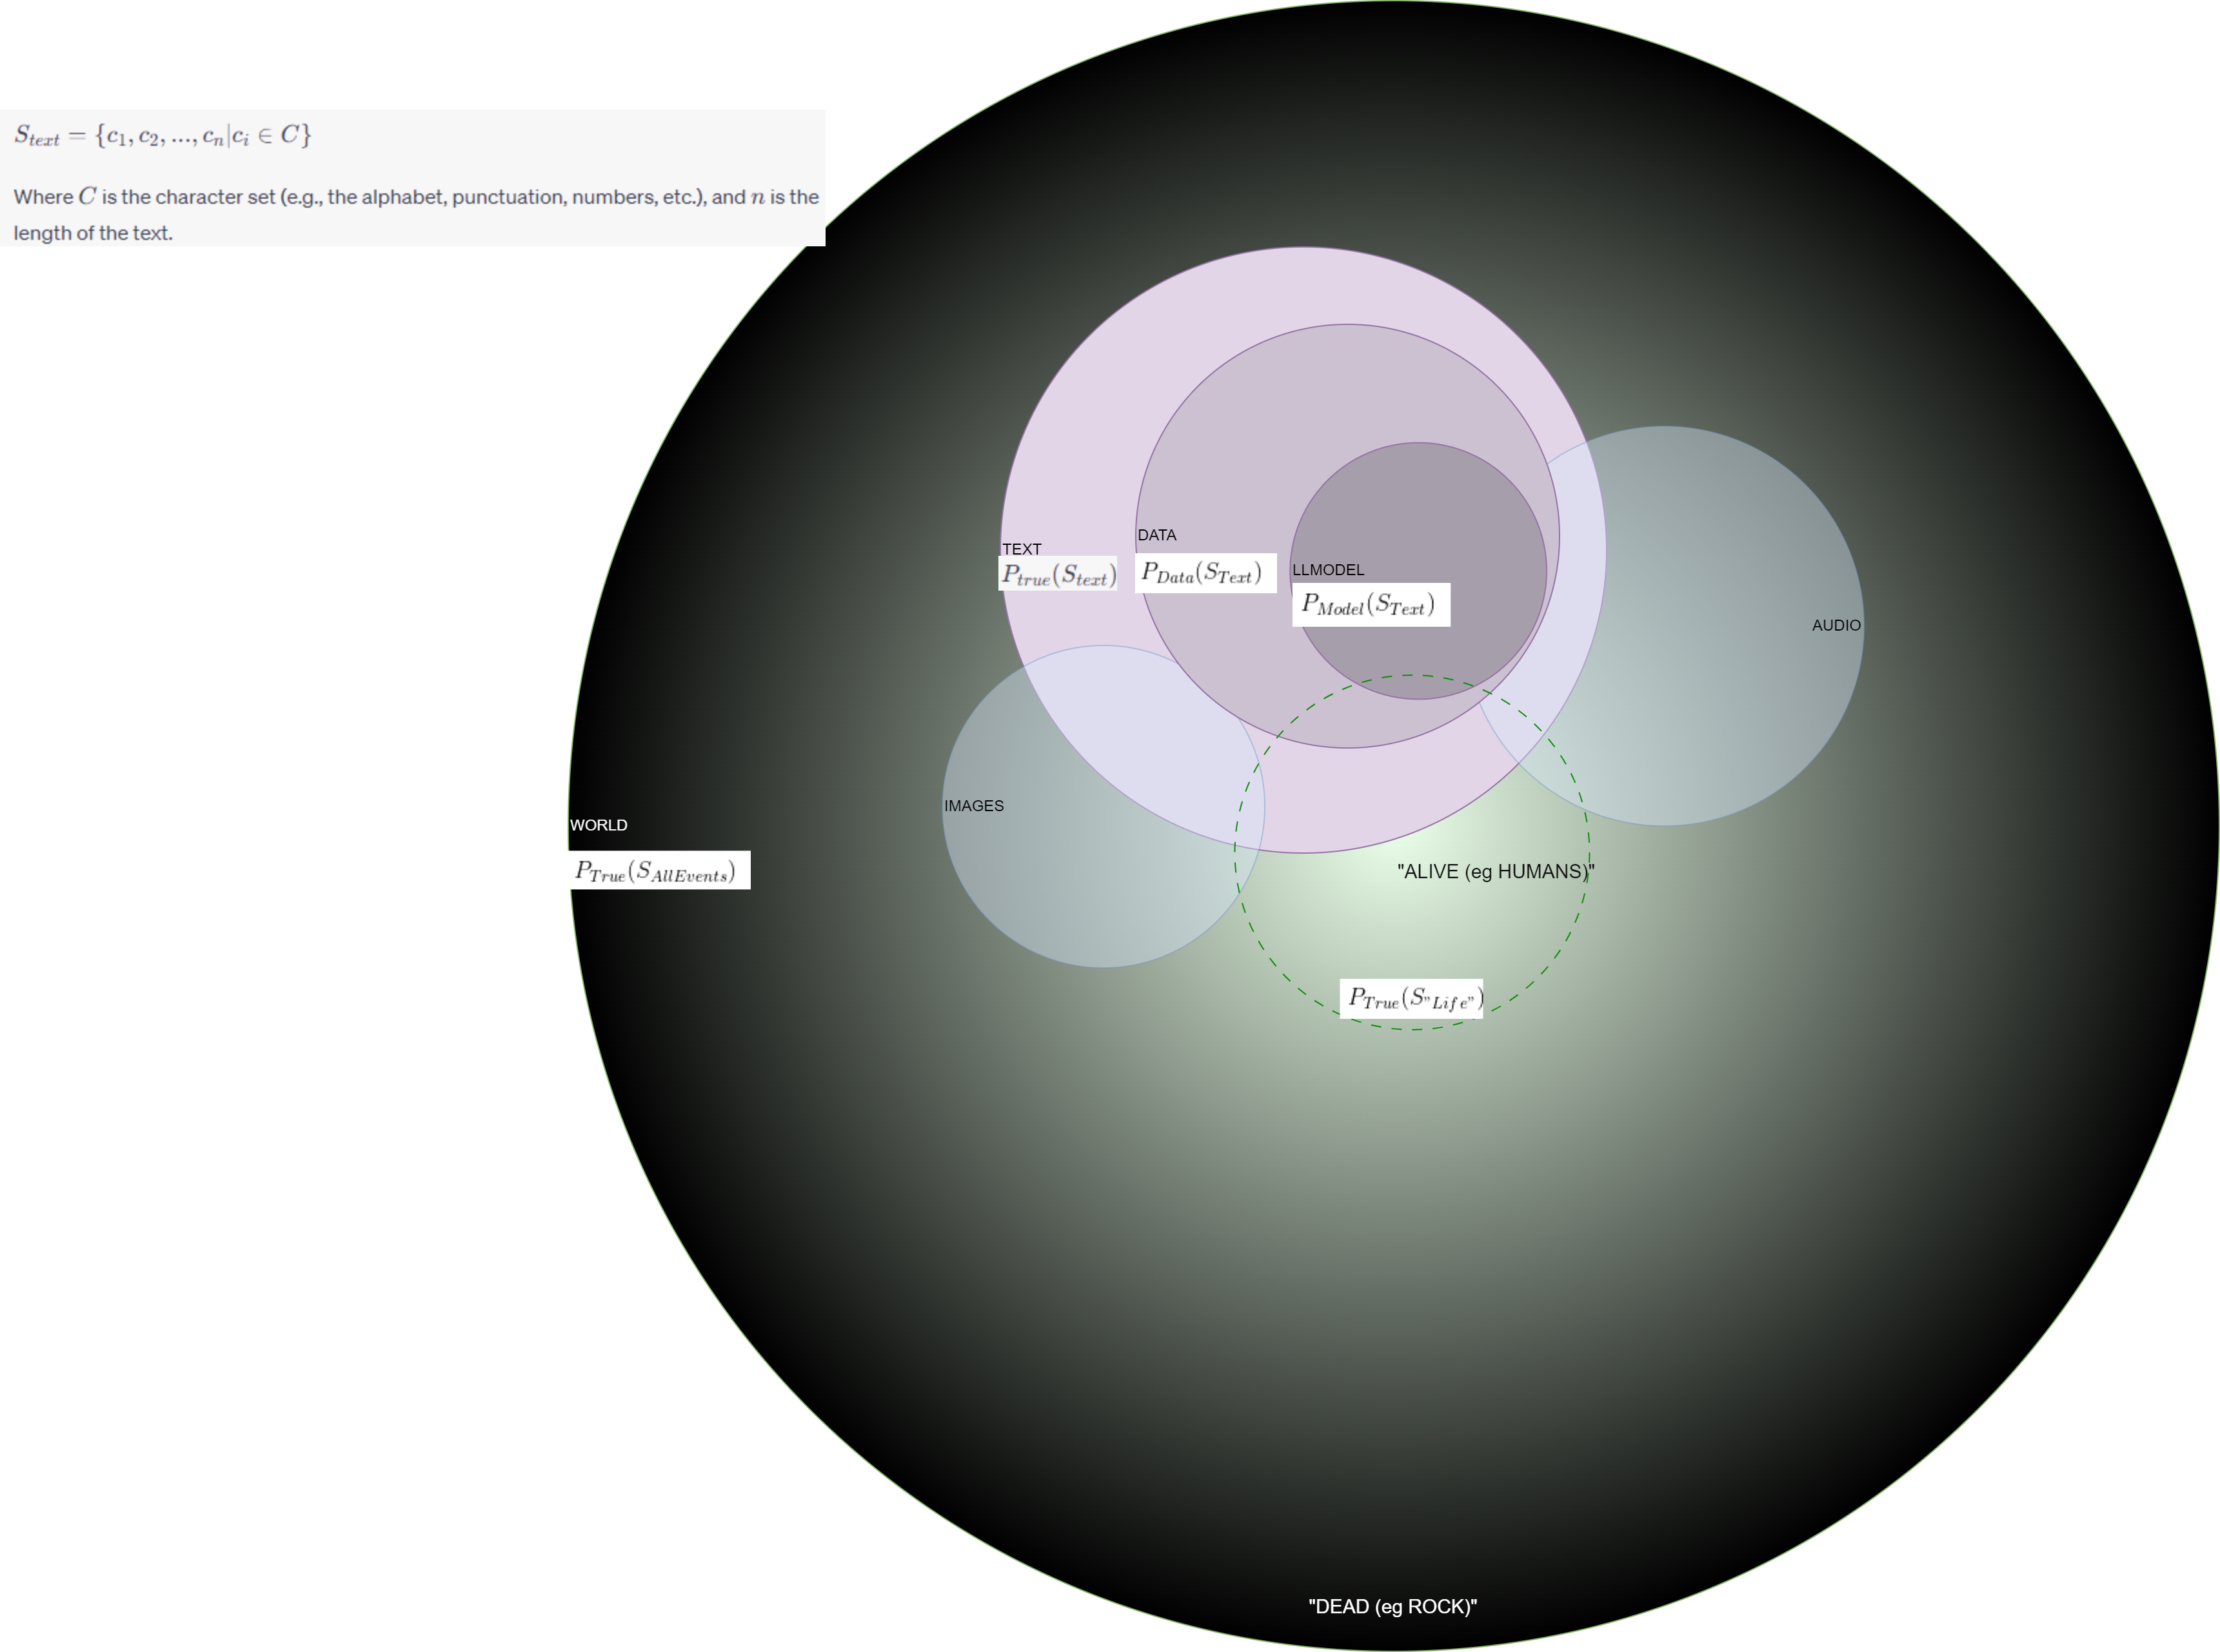 S_{text} = {c_1, c_2, ..., c_n|c_i ∈ C}
Where C is the character set (e.g., the alphabet, punctuation, numbers, etc.), and n is the
length of the text.
DATA
TEXT
P_{Data}(S_{Text})
P_{true}(S_{text})
LLMODEL
P_{Model}(S_{Text})
AUDIO
IMAGES
WORLD
P_{True}(S_{AllEvents})
"ALIVE (eg HUMANS)"
P_{True}(S_{"Life"})
"DEAD (eg ROCK)"